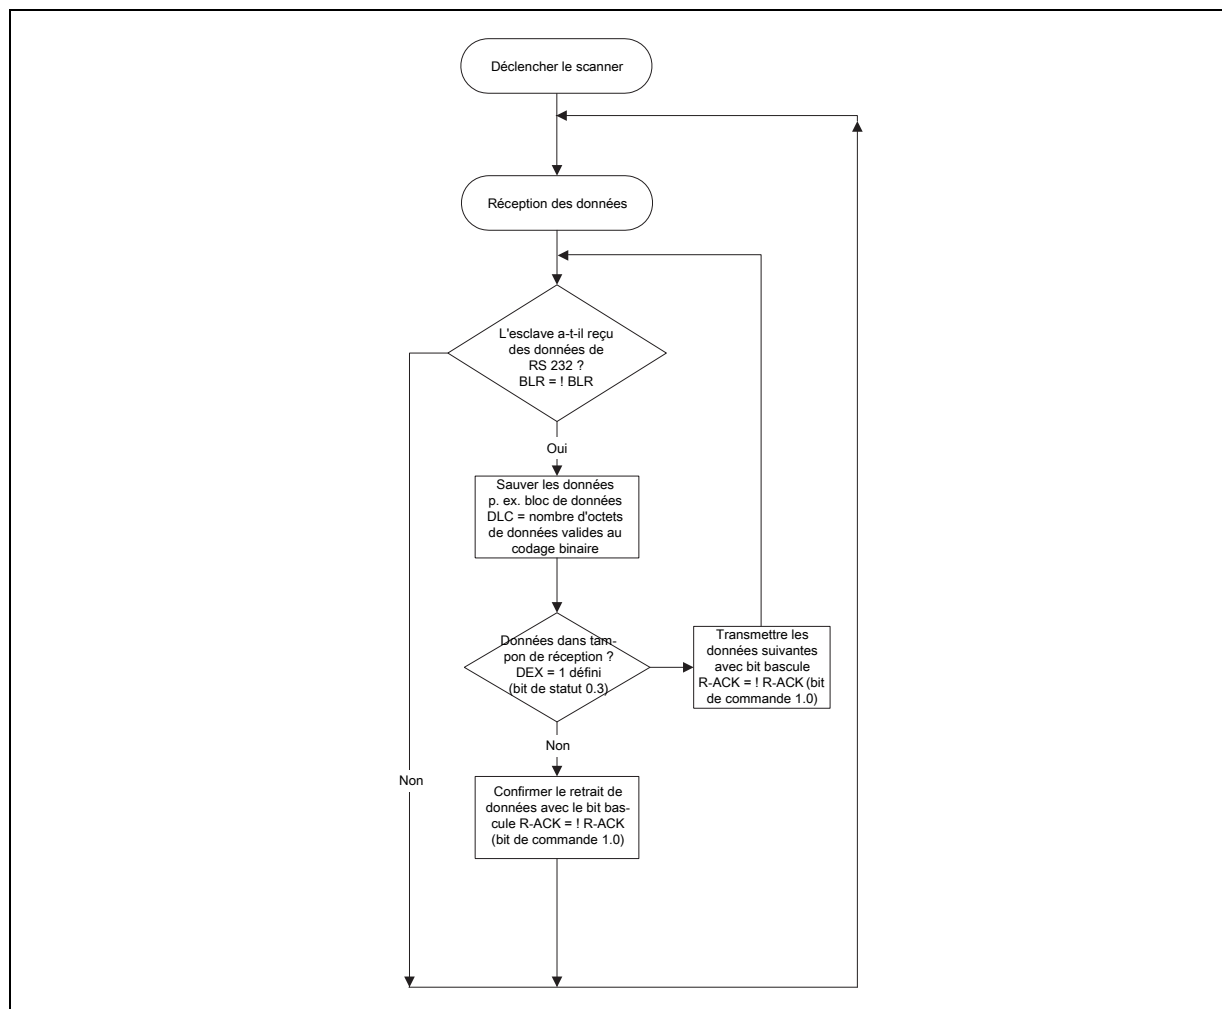 Déclencher le scanner
Réception des données
L'esclave a-t-il reçu
des données de
RS 232 ?
BLR = ! BLR
Oui
Sauver les données
p. ex. bloc de données
DLC = nombre d'octets
de données valides au
codage binaire
Données dans tam-
pon de réception ?
DEX = 1 défini
(bit de statut 0.3)
Transmettre les
données suivantes
avec bit bascule
R-ACK = ! R-ACK (bit
de commande 1.0)
Non
Non
Confirmer le retrait de
données avec le bit bas-
cule R-ACK = ! R-ACK
(bit de commande 1.0)